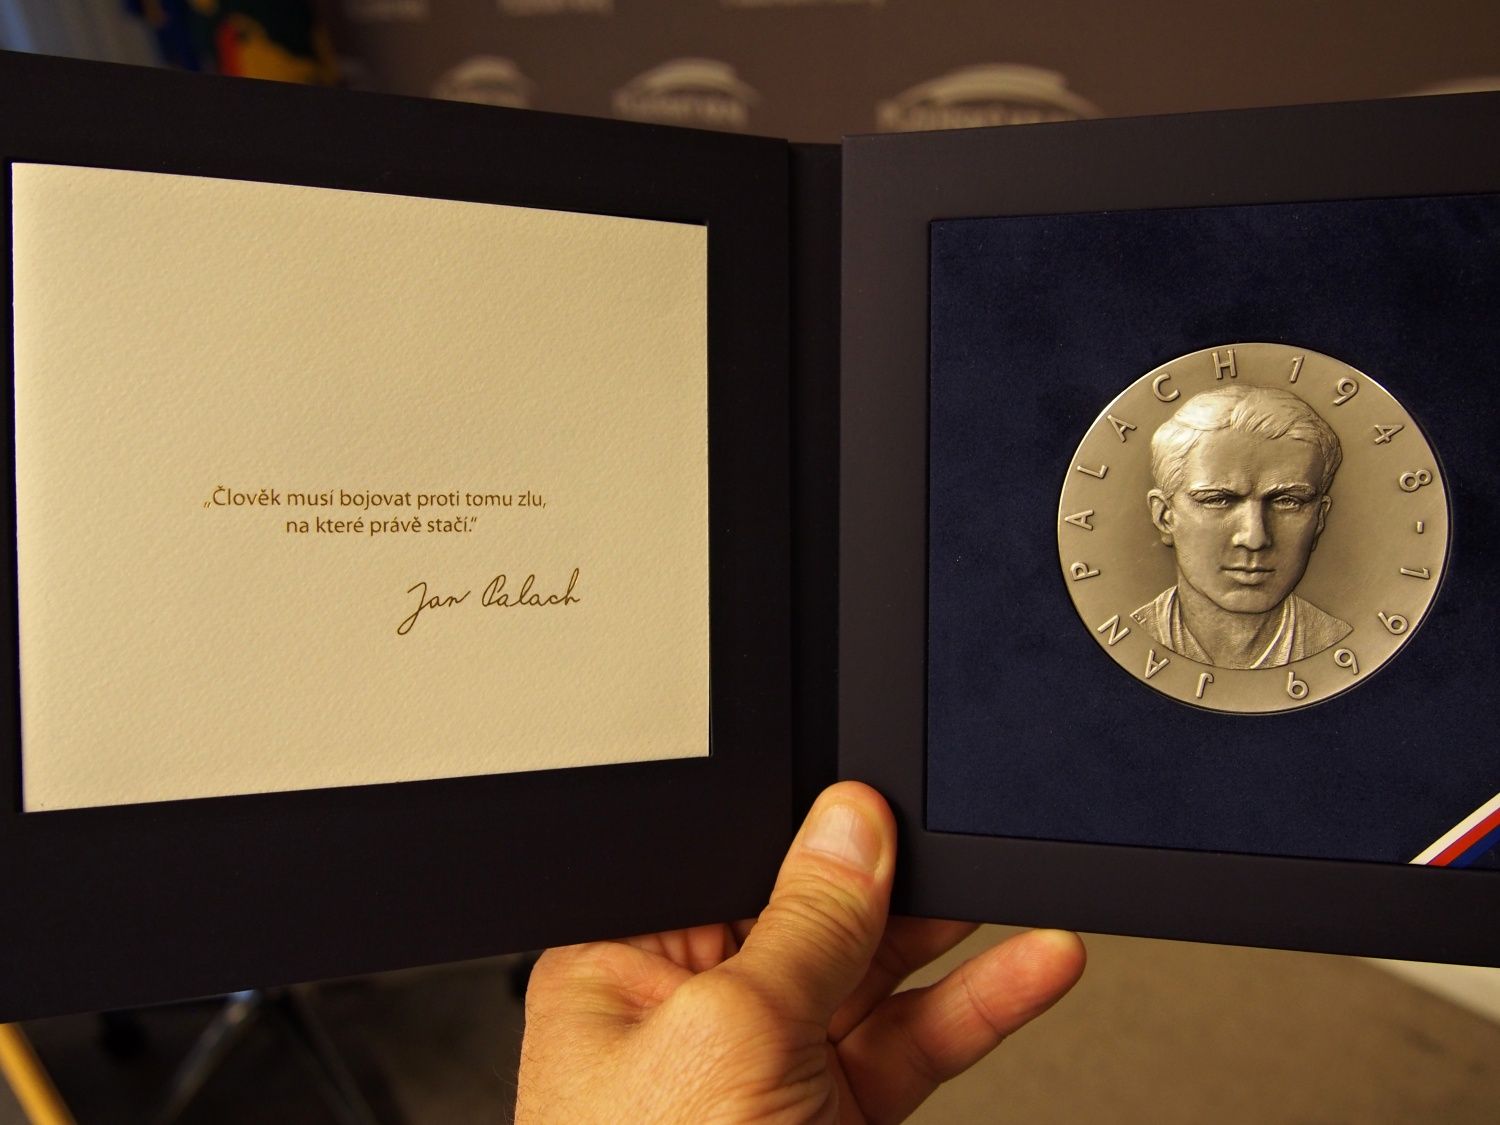 „Člověk musí bojovat proti tomu zlu,
na které právě stačí.“
Jan Palach
JAN PALACH 1948-1969